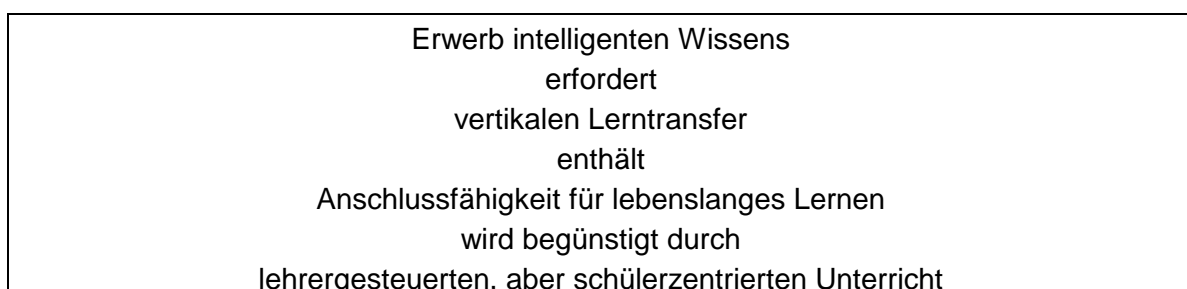 Erwerb intelligenten Wissens
erfordert
vertikalen Lerntransfer
enthält
Anschlussfähigkeit für lebenslanges Lernen
wird begünstigt durch
lehrergesteuerten, aber schülerzentrierten Unterricht